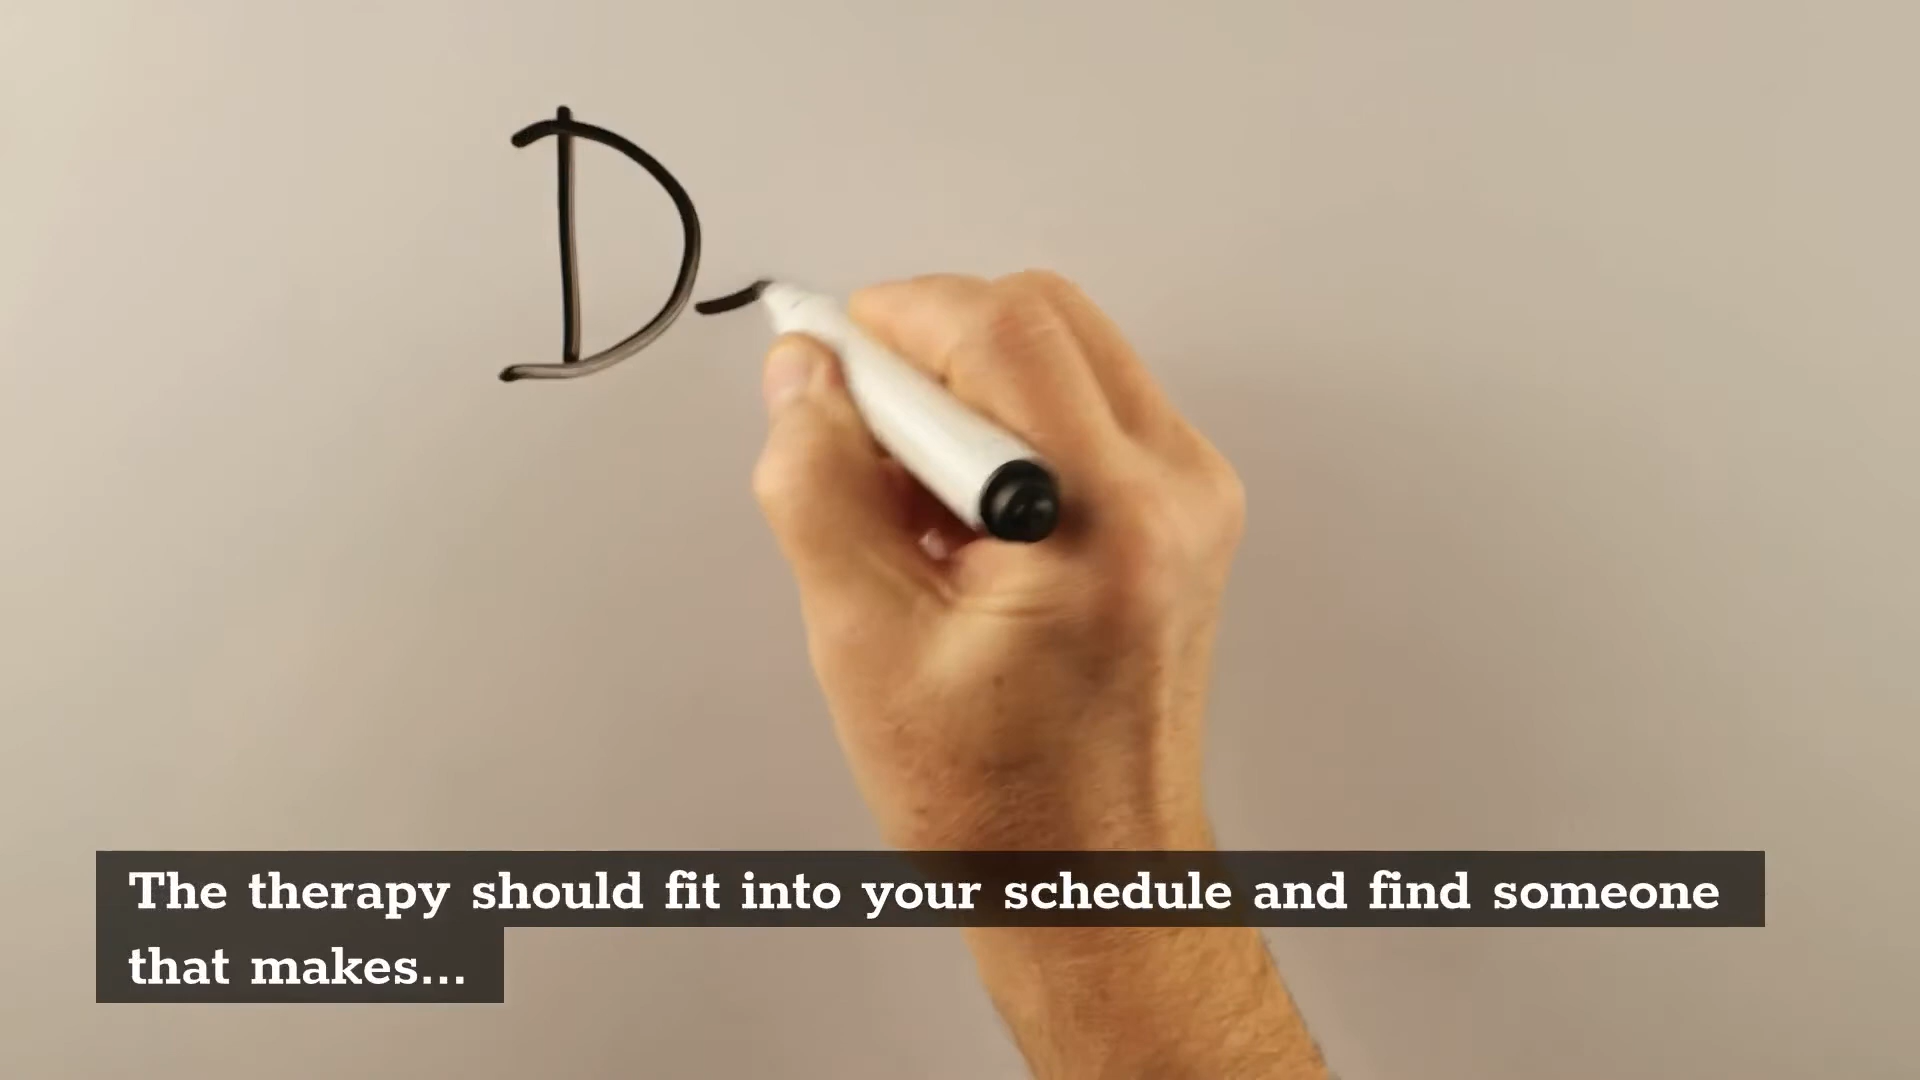 D
The therapy should fit into your schedule and find someone
that makes...